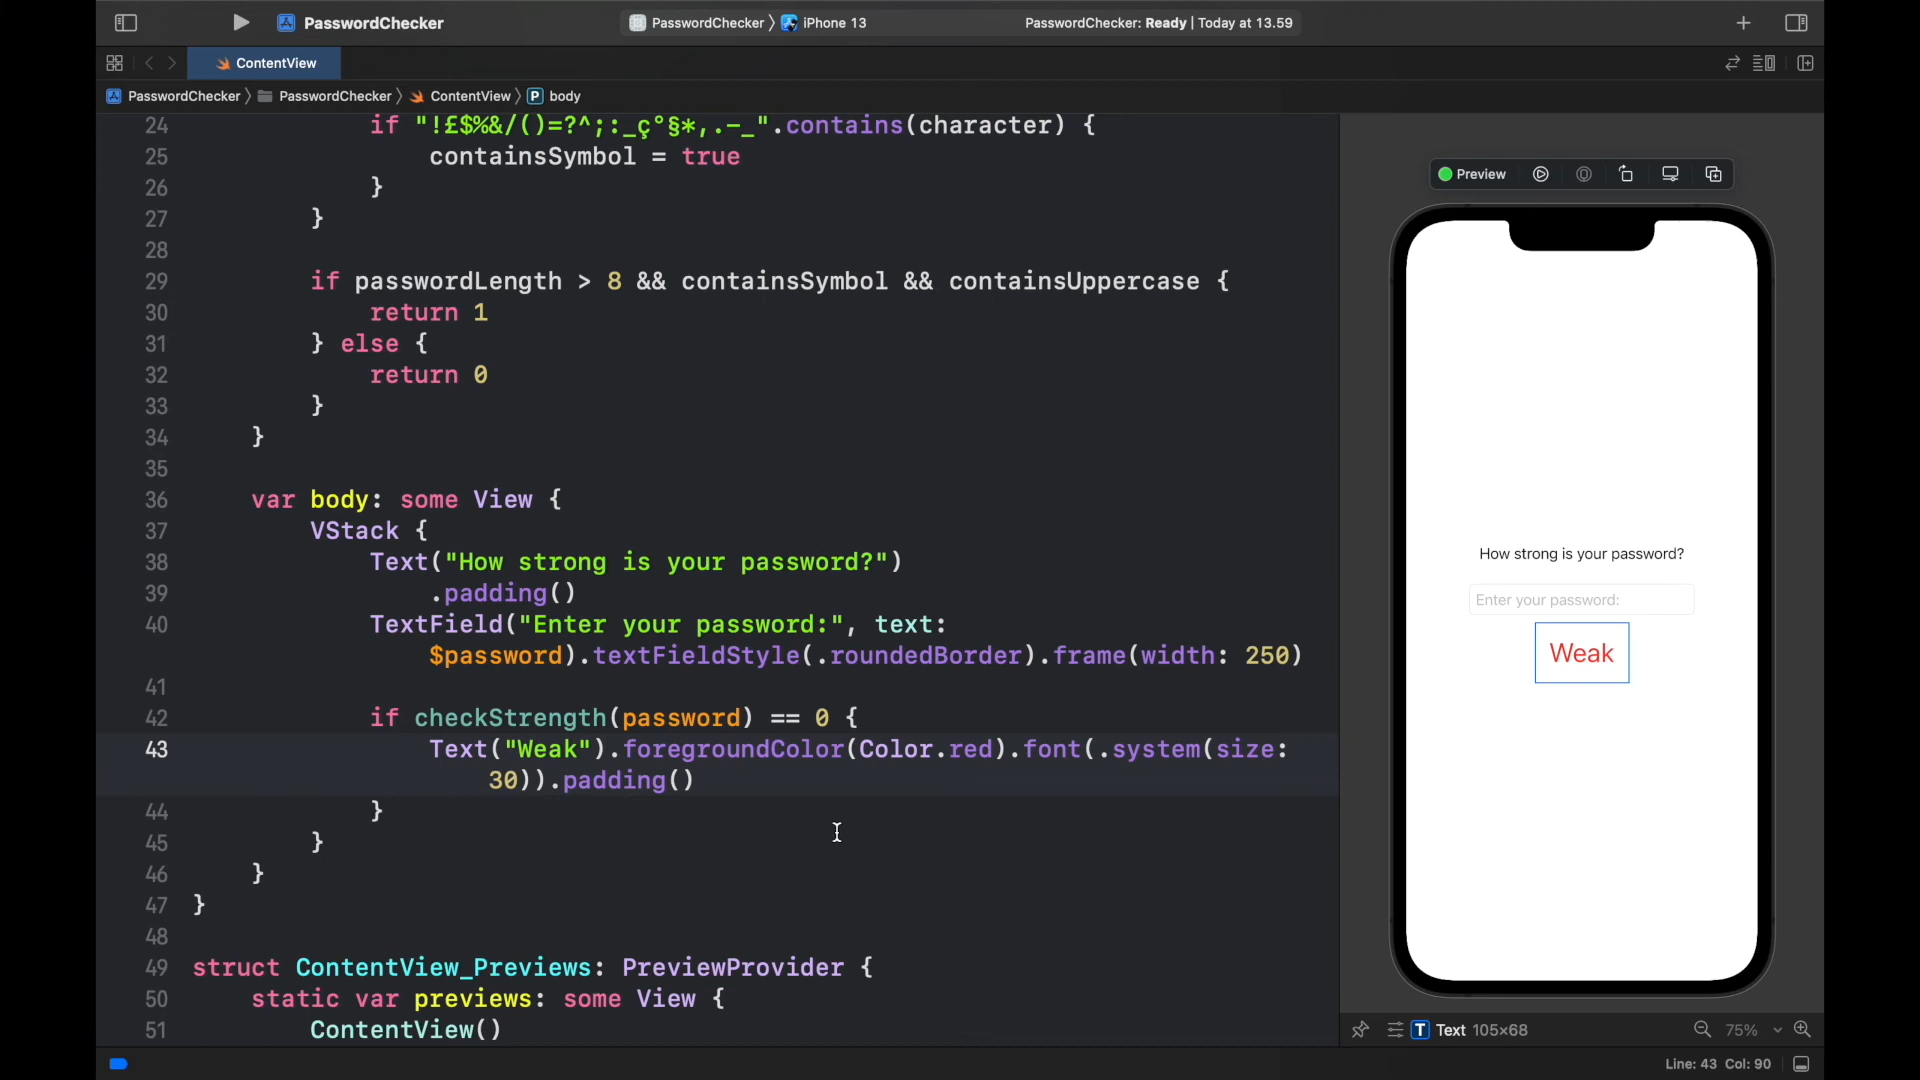 PasswordChecker
PasswordChecker 〉 iPhone 13
PasswordChecker: Ready | Today at 13.59
ContentView
PasswordChecker 〉 PasswordChecker 〉 ContentView 〉 P body
24 if "!£$%&/()=?^;:_ç°§*,.-_".contains(character) {
25 containsSymbol = true
26 }
27 }
28
29 if passwordLength > 8 && containsSymbol && containsUppercase {
30 return 1
31 } else {
32 return 0
33 }
34 }
35
36 var body: some View {
37 VStack {
38 Text("How strong is your password?")
39 .padding()
40 TextField("Enter your password:", text:
$password).textFieldStyle(.roundedBorder).frame(width: 250)
41
42 if checkStrength(password) == 0 {
43 Text("Weak").foregroundColor(Color.red).font(.system(size:
30)).padding()
44 }
45 }
46 }
47 }
48
49 struct ContentView_Previews: PreviewProvider {
50 static var previews: some View {
51 ContentView()
Preview
How strong is your password?
Enter your password:
Weak
T Text 105×68
75%
Line: 43 Col: 90